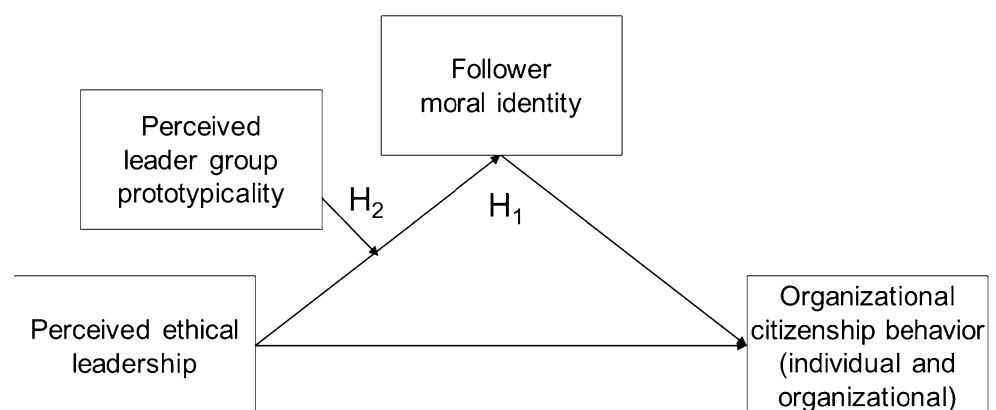 Follower
moral identity
Perceived
leader group
prototypicality
H2
H1
Perceived ethical
leadership
Organizational
citizenship behavior
(individual and
organizational)